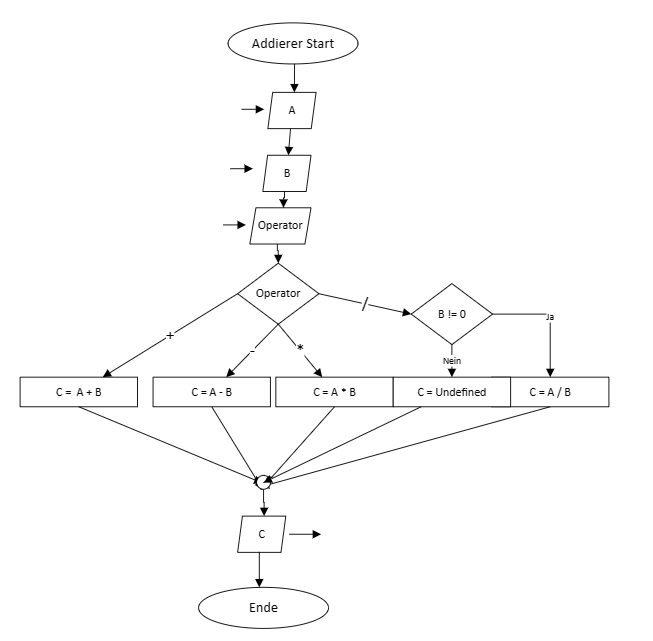 Addierer Start
A
B
Operator
Operator
/
B != 0
Ja
+
-
*
Nein
C = A + B
C = A - B
C = A * B
C = Undefined
C = A / B
C
Ende